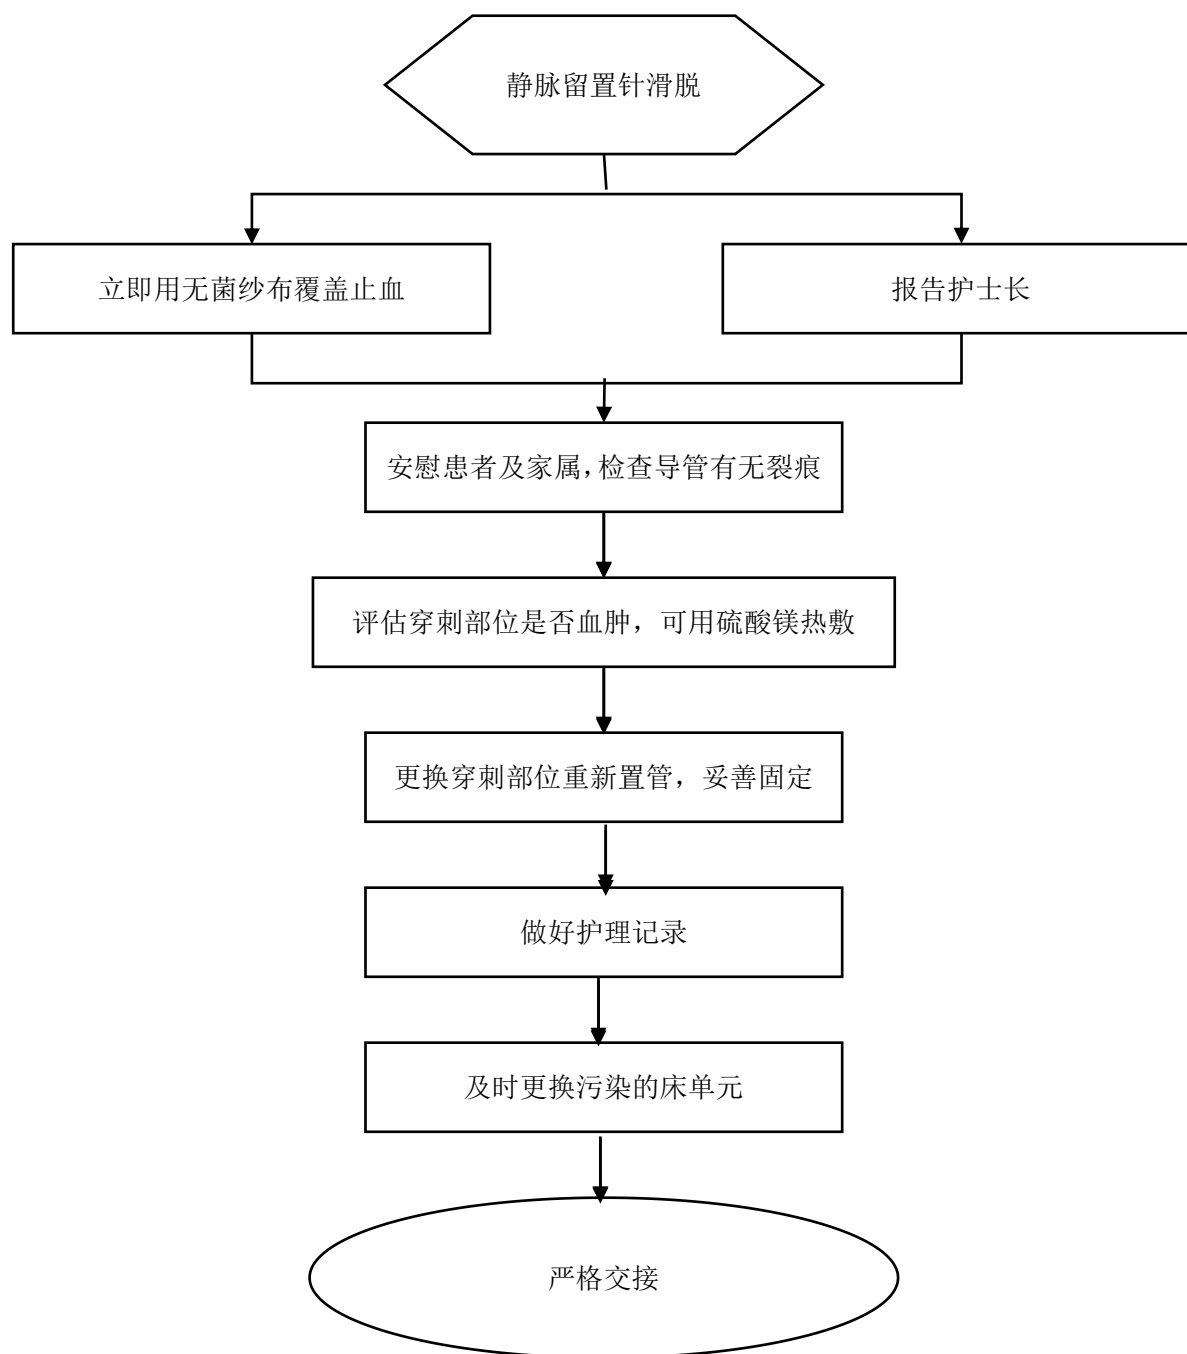 静脉留置针滑脱
立即用无菌纱布覆盖止血
报告护士长
安慰患者及家属，检查导管有无裂痕
评估穿刺部位是否血肿，可用硫酸镁热敷
更换穿刺部位重新置管，妥善固定
做好护理记录
及时更换污染的床单元
严格交接